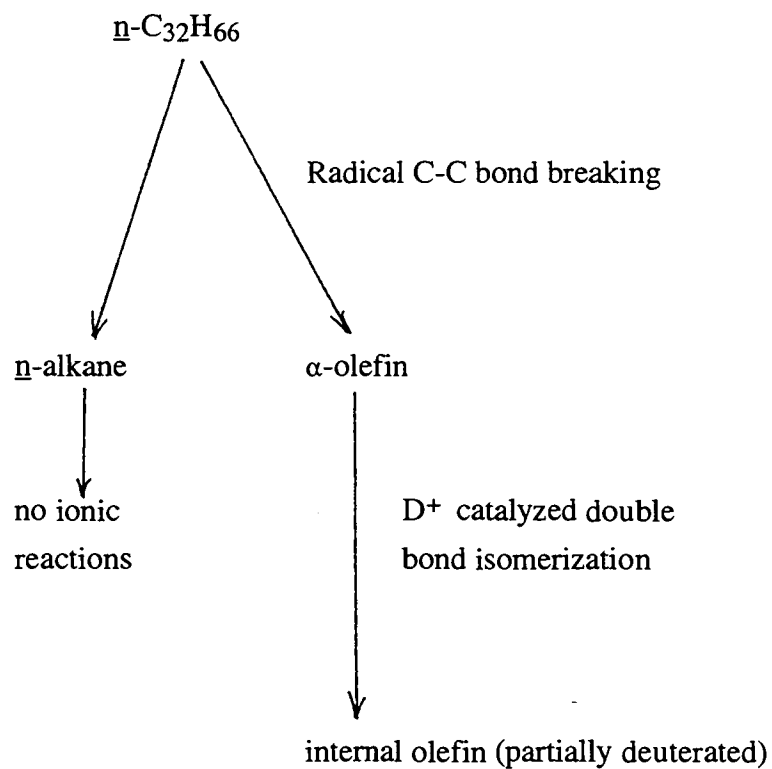 n-C32H66
Radical C-C bond breaking
n-alkane
α-olefin
no ionic
reactions
D+ catalyzed double
bond isomerization
internal olefin (partially deuterated)